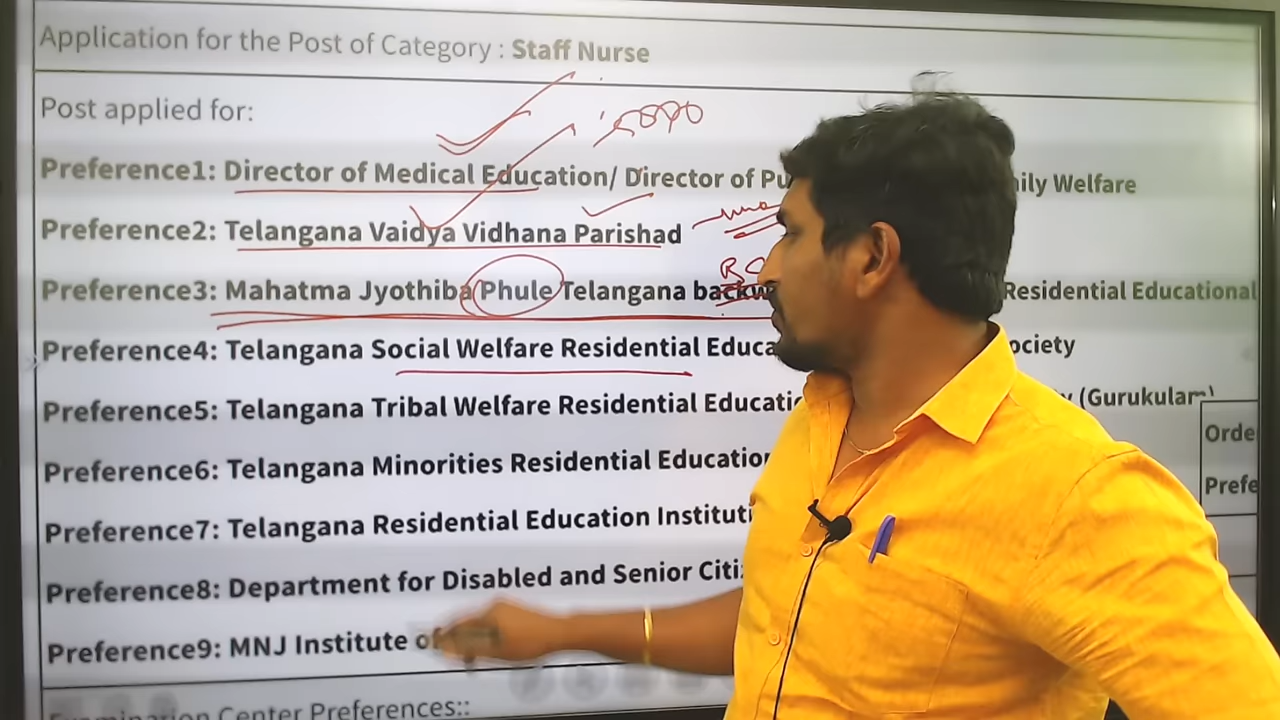 Application for the Post of Category : Staff Nurse
Post applied for:
Preference1: Director of Medical Education/ Director of Pu ily Welfare
Preference2: Telangana Vaidya Vidhana Parishad
Preference3: Mahatma Jyothiba Phule Telangana backw Residential Educational
Preference4: Telangana Social Welfare Residential Educa ociety
Preference5: Telangana Tribal Welfare Residential Educatio (Gurukulam)
Preference6: Telangana Minorities Residential Education
Preference7: Telangana Residential Education Instituti
Preference8: Department for Disabled and Senior Citi
Preference9: MNJ Institute of
Orde
Prefe
Examination Center Preferences::